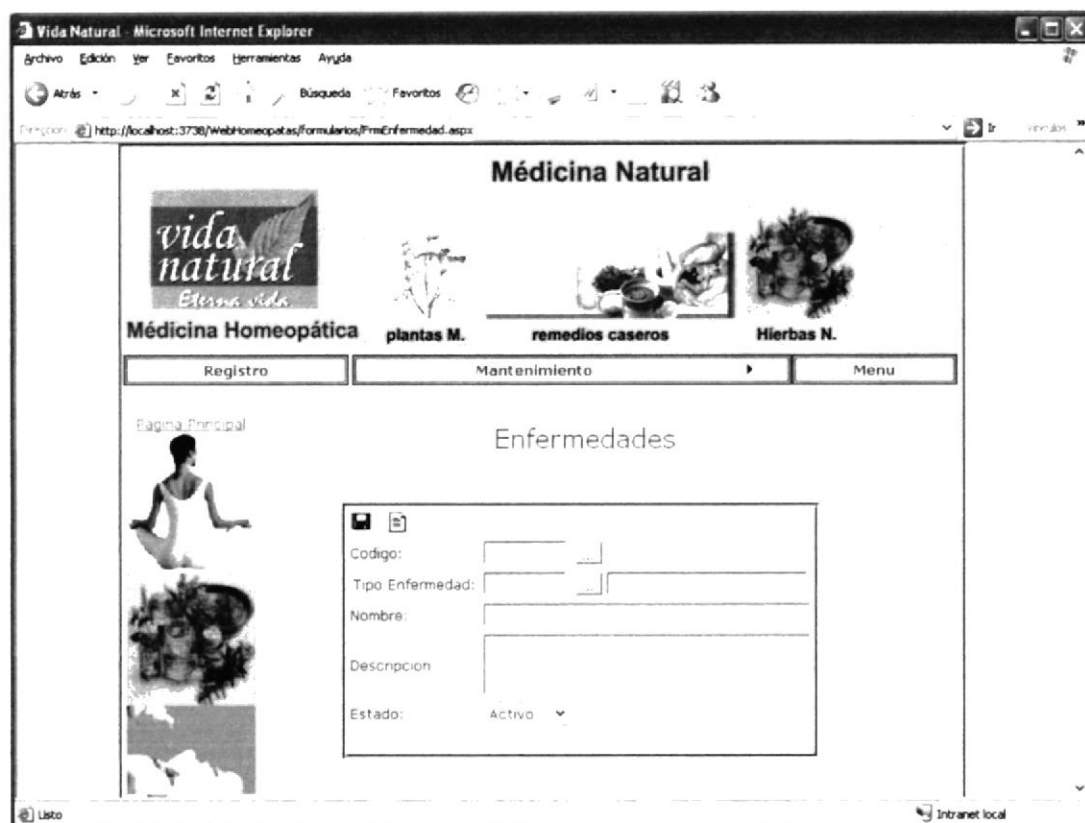 Vida Natural - Microsoft Internet Explorer
Archivo Edición Ver Favoritos Herramientas Ayuda
Atrás Búsqueda Favoritos
Dirección http://localhost:3738/WebHomeopatas/formularios/FrmEnfermedad.aspx Ir Vínculos »
Médicina Natural
vida
natural
Eterna vida
Médicina Homeopática plantas M. remedios caseros Hierbas N.
Registro Mantenimiento Menu
Pagina Principal
Enfermedades
Codigo: ...
Tipo Enfermedad: ...
Nombre:
Descripcion
Estado: Activo
Listo Intranet local